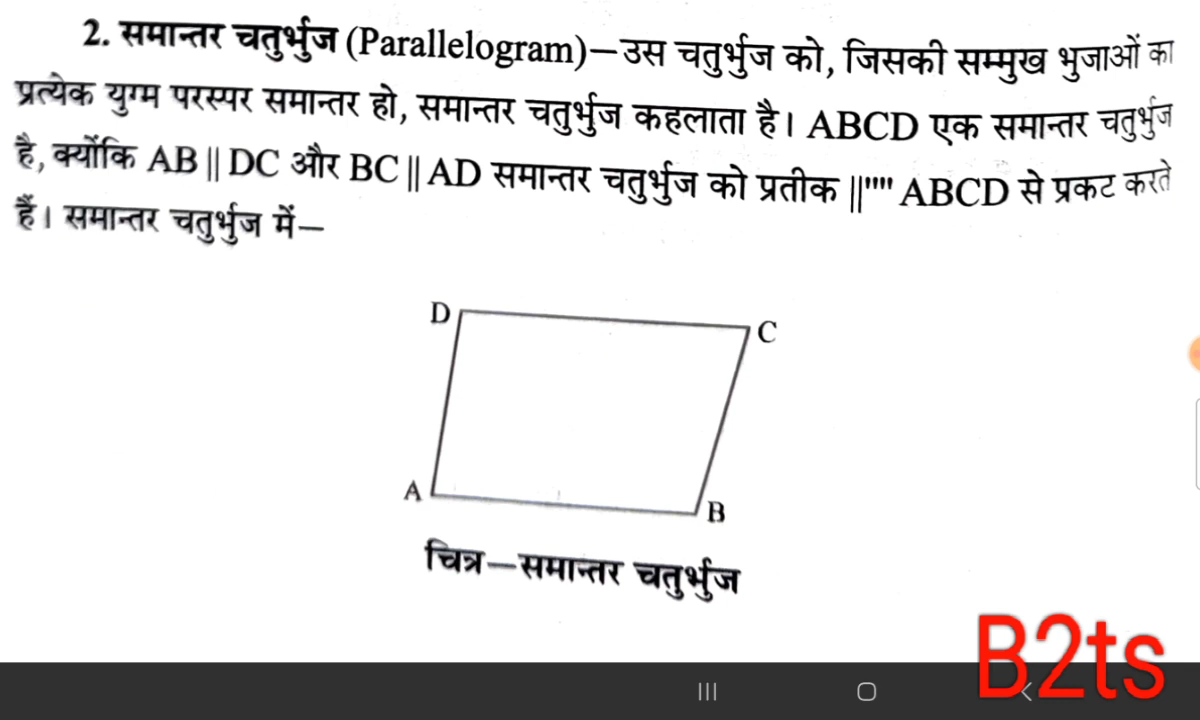 2. समान्तर चतुर्भुज (Parallelogram)—उस चतुर्भुज को, जिसकी सम्मुख भुजाओं का
प्रत्येक युग्म परस्पर समान्तर हो, समान्तर चतुर्भुज कहलाता है। ABCD एक समान्तर चतुर्भुज
है, क्योंकि AB || DC और BC || AD समान्तर चतुर्भुज को प्रतीक ||"" ABCD से प्रकट करते
हैं। समान्तर चतुर्भुज में—
D
C
A
B
चित्र—समान्तर चतुर्भुज
B2ts